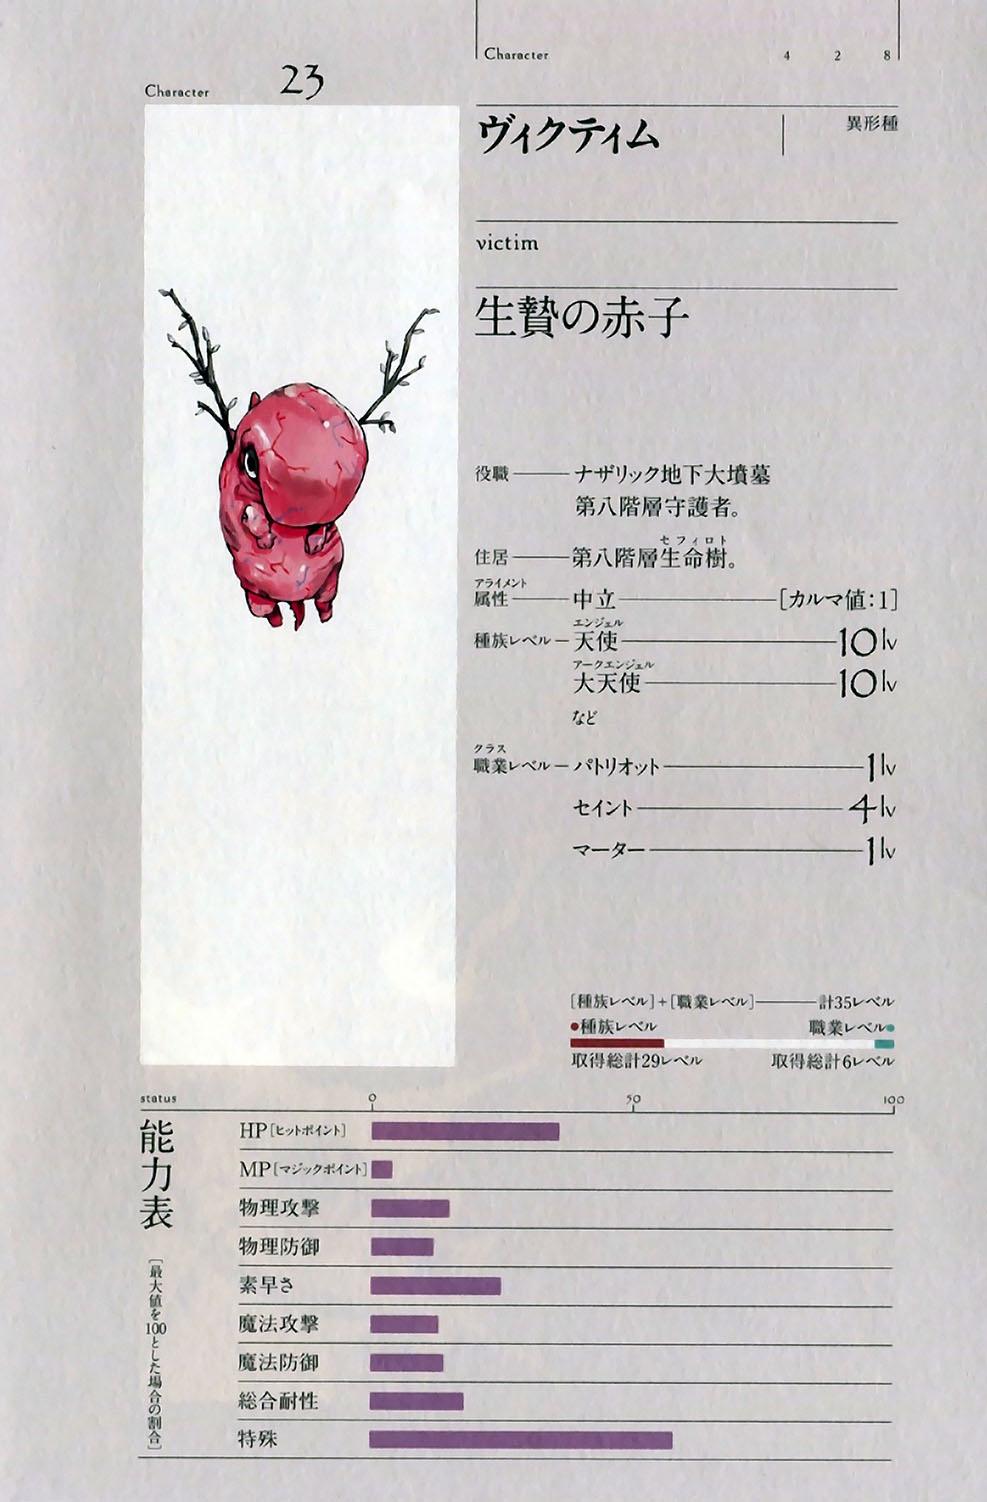 Character 23
Character 4 2 8
ヴィクティム
異形種
victim
生贄の赤子
役職 ナザリック地下大墳墓
第八階層守護者。
セフィロト
住居 第八階層生命樹。
アライメント
属性 中立 [カルマ値:1]
エンジェル
種族レベル 天使 10lv
アークエンジェル
大天使 10lv
など
クラス
職業レベル パトリオット 1lv
セイント 4lv
マーター 1lv
[種族レベル]+[職業レベル] 計35レベル
種族レベル 職業レベル
取得総計29レベル 取得総計6レベル
status 0 50 100
能力表
[最大値を100とした場合の割合]
HP[ヒットポイント]
MP[マジックポイント]
物理攻撃
物理防御
素早さ
魔法攻撃
魔法防御
総合耐性
特殊